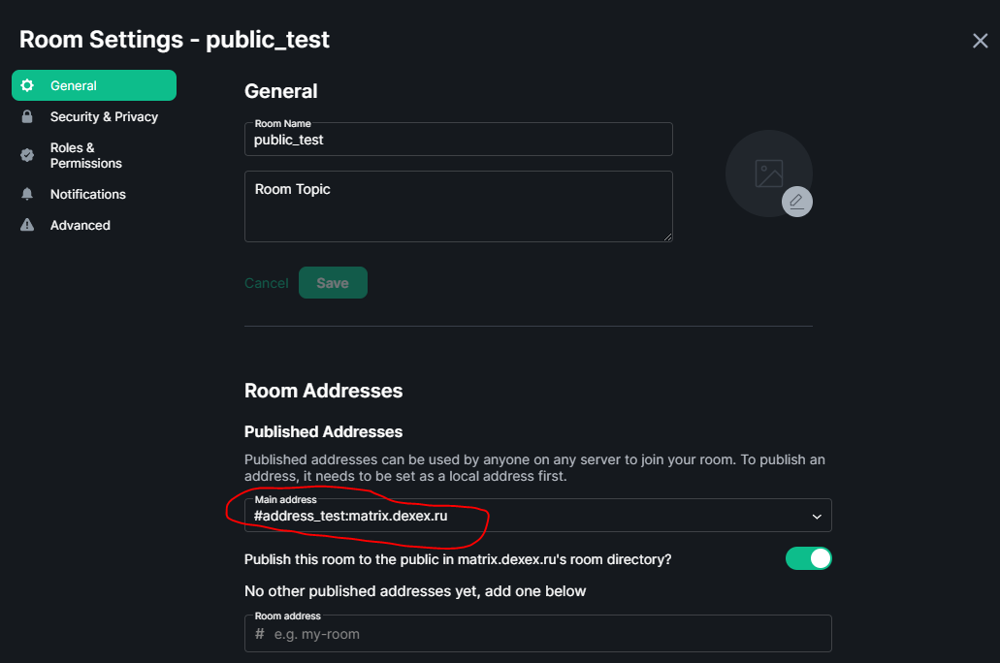 Room Settings - public_test
General
Security & Privacy
Roles &
Permissions
Notifications
Advanced
General
Room Name
public_test
Room Topic
Cancel
Save
Room Addresses
Published Addresses
Published addresses can be used by anyone on any server to join your room. To publish an
address, it needs to be set as a local address first.
Main address
#address_test:matrix.dexex.ru
Publish this room to the public in matrix.dexex.ru's room directory?
No other published addresses yet, add one below
Room address
# e.g. my-room